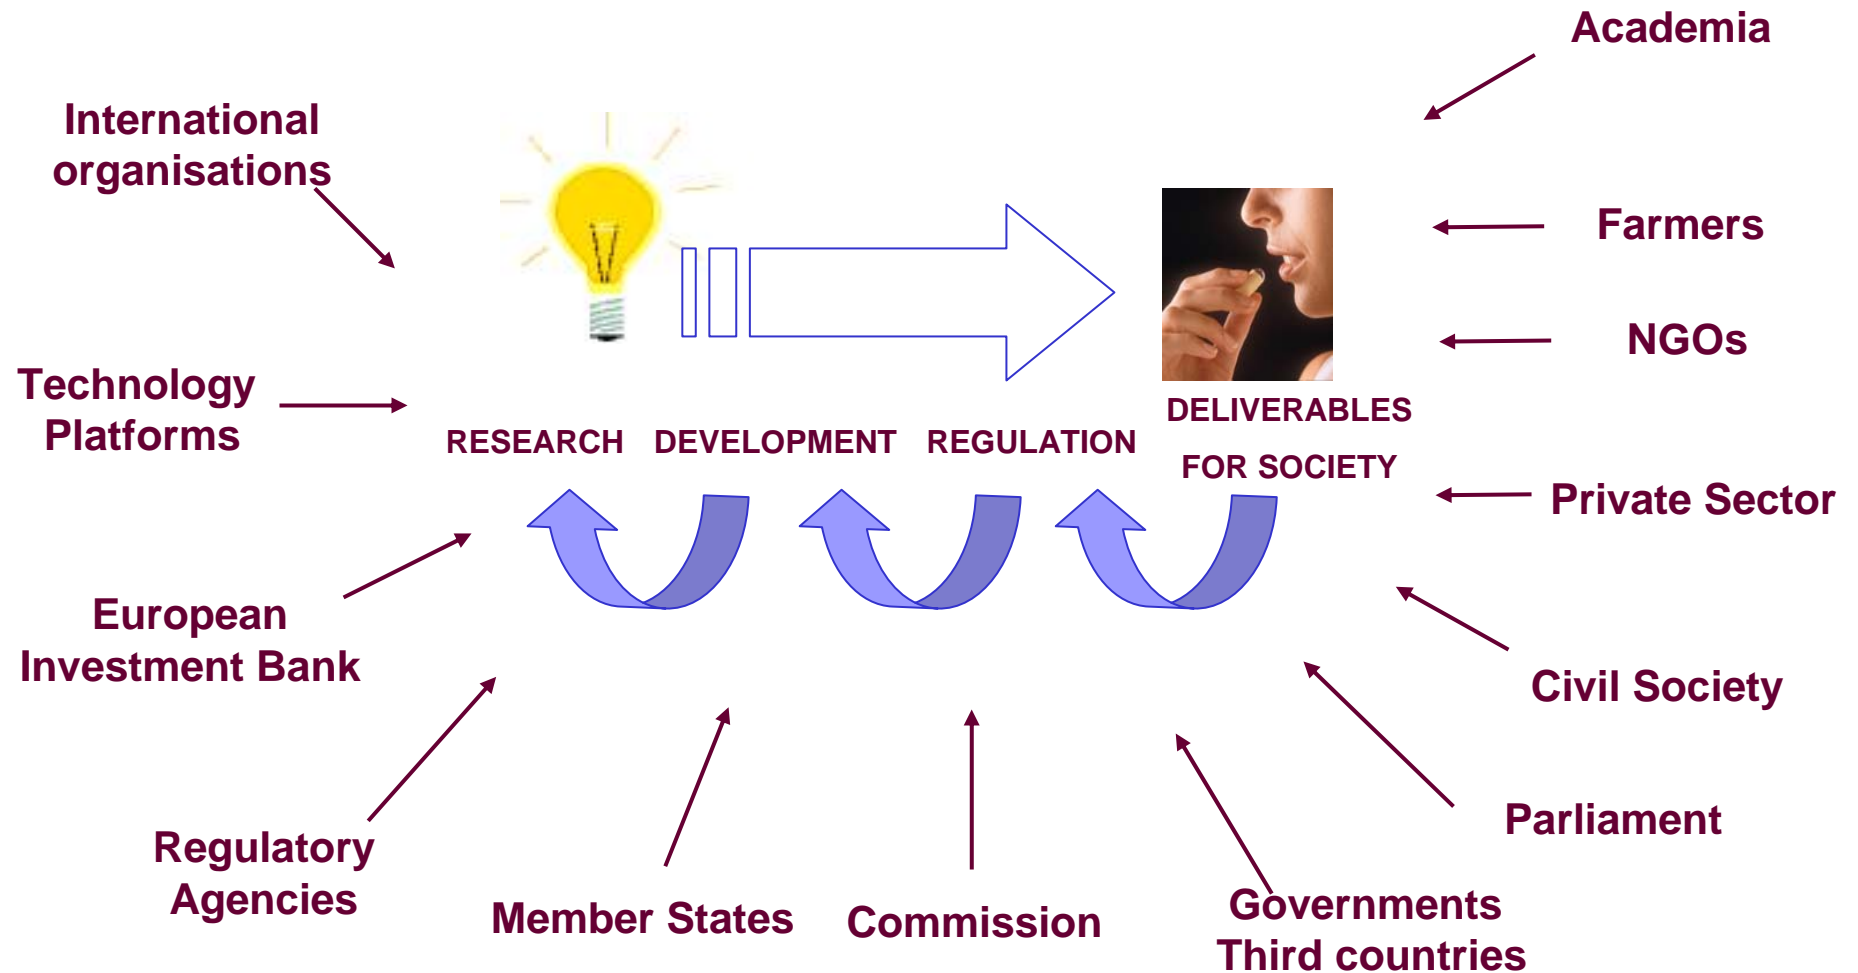 Academia
International
organisations
Farmers
NGOs
Technology
Platforms
RESEARCH DEVELOPMENT REGULATION
DELIVERABLES
FOR SOCIETY
Private Sector
European
Investment Bank
Civil Society
Parliament
Regulatory
Agencies
Member States
Commission
Governments
Third countries